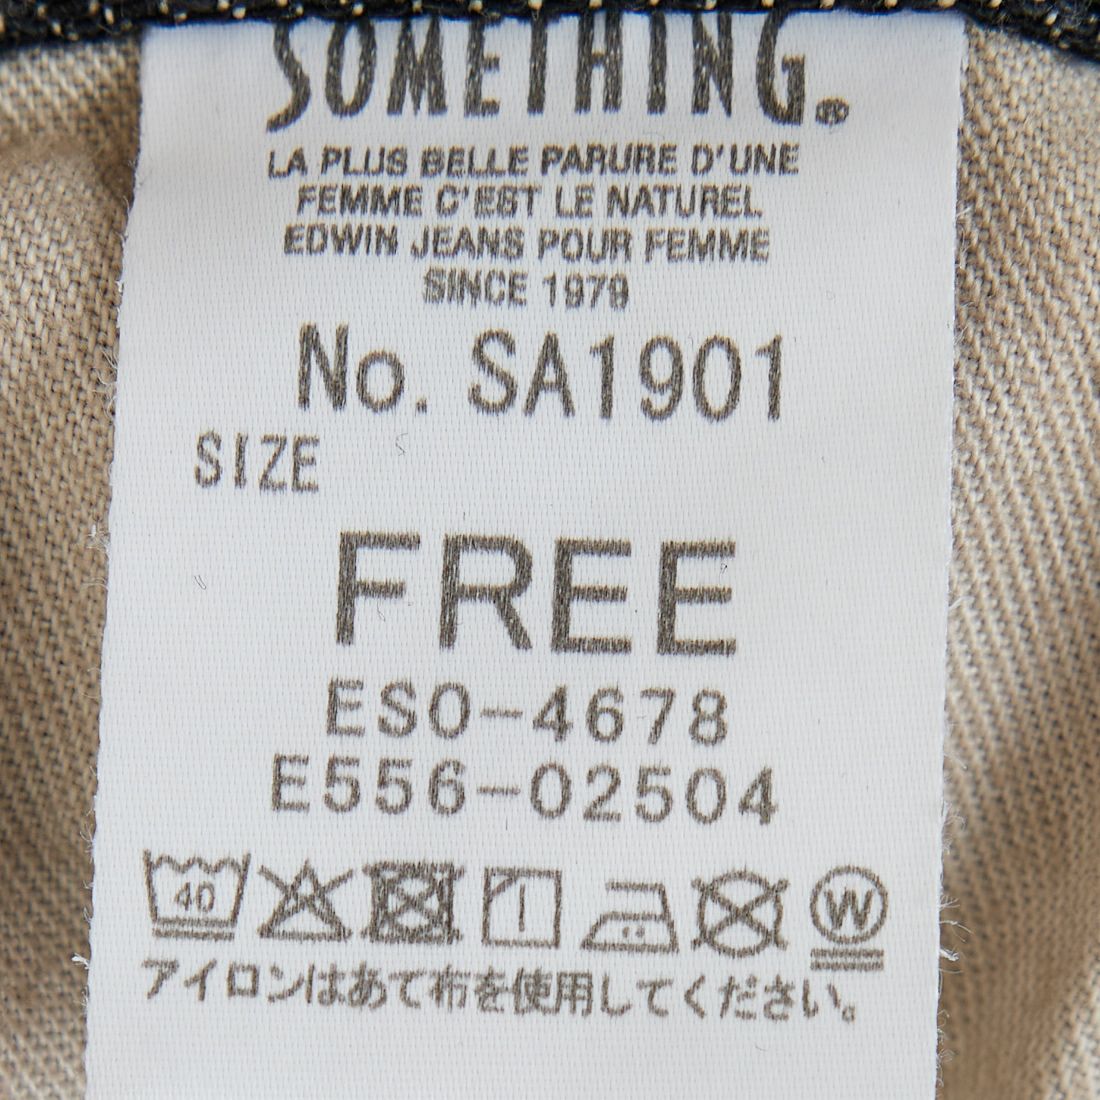 SOMETHING®
LA PLUS BELLE PARURE D'UNE
FEMME C'EST LE NATUREL
EDWIN JEANS POUR FEMME
SINCE 1979
No. SA1901
SIZE
FREE
ESO-4678
E556-02504
40 W
アイロンはあて布を使用してください。